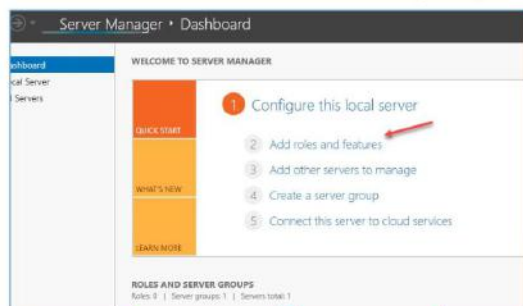 Server Manager • Dashboard
shboard
cal Server
Servers
WELCOME TO SERVER MANAGER
QUICK START
WHAT'S NEW
LEARN MORE
1 Configure this local server
2 Add roles and features
3 Add other servers to manage
4 Create a server group
5 Connect this server to cloud services
ROLES AND SERVER GROUPS
Roles: 0 | Server groups: 1 | Servers total: 1